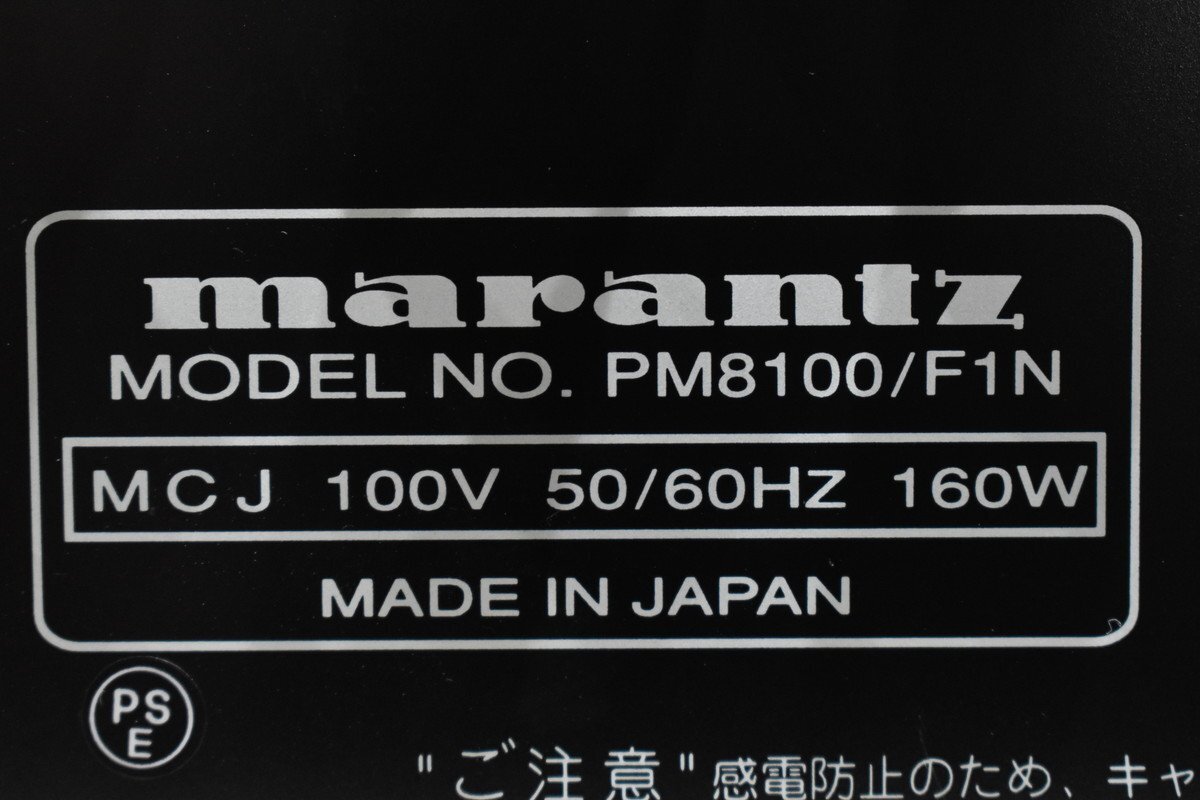 marantz
MODEL NO. PM8100/F1N
MCJ 100V 50/60HZ 160W
MADE IN JAPAN
PS
E
"ご注意"感電防止のため、キャ